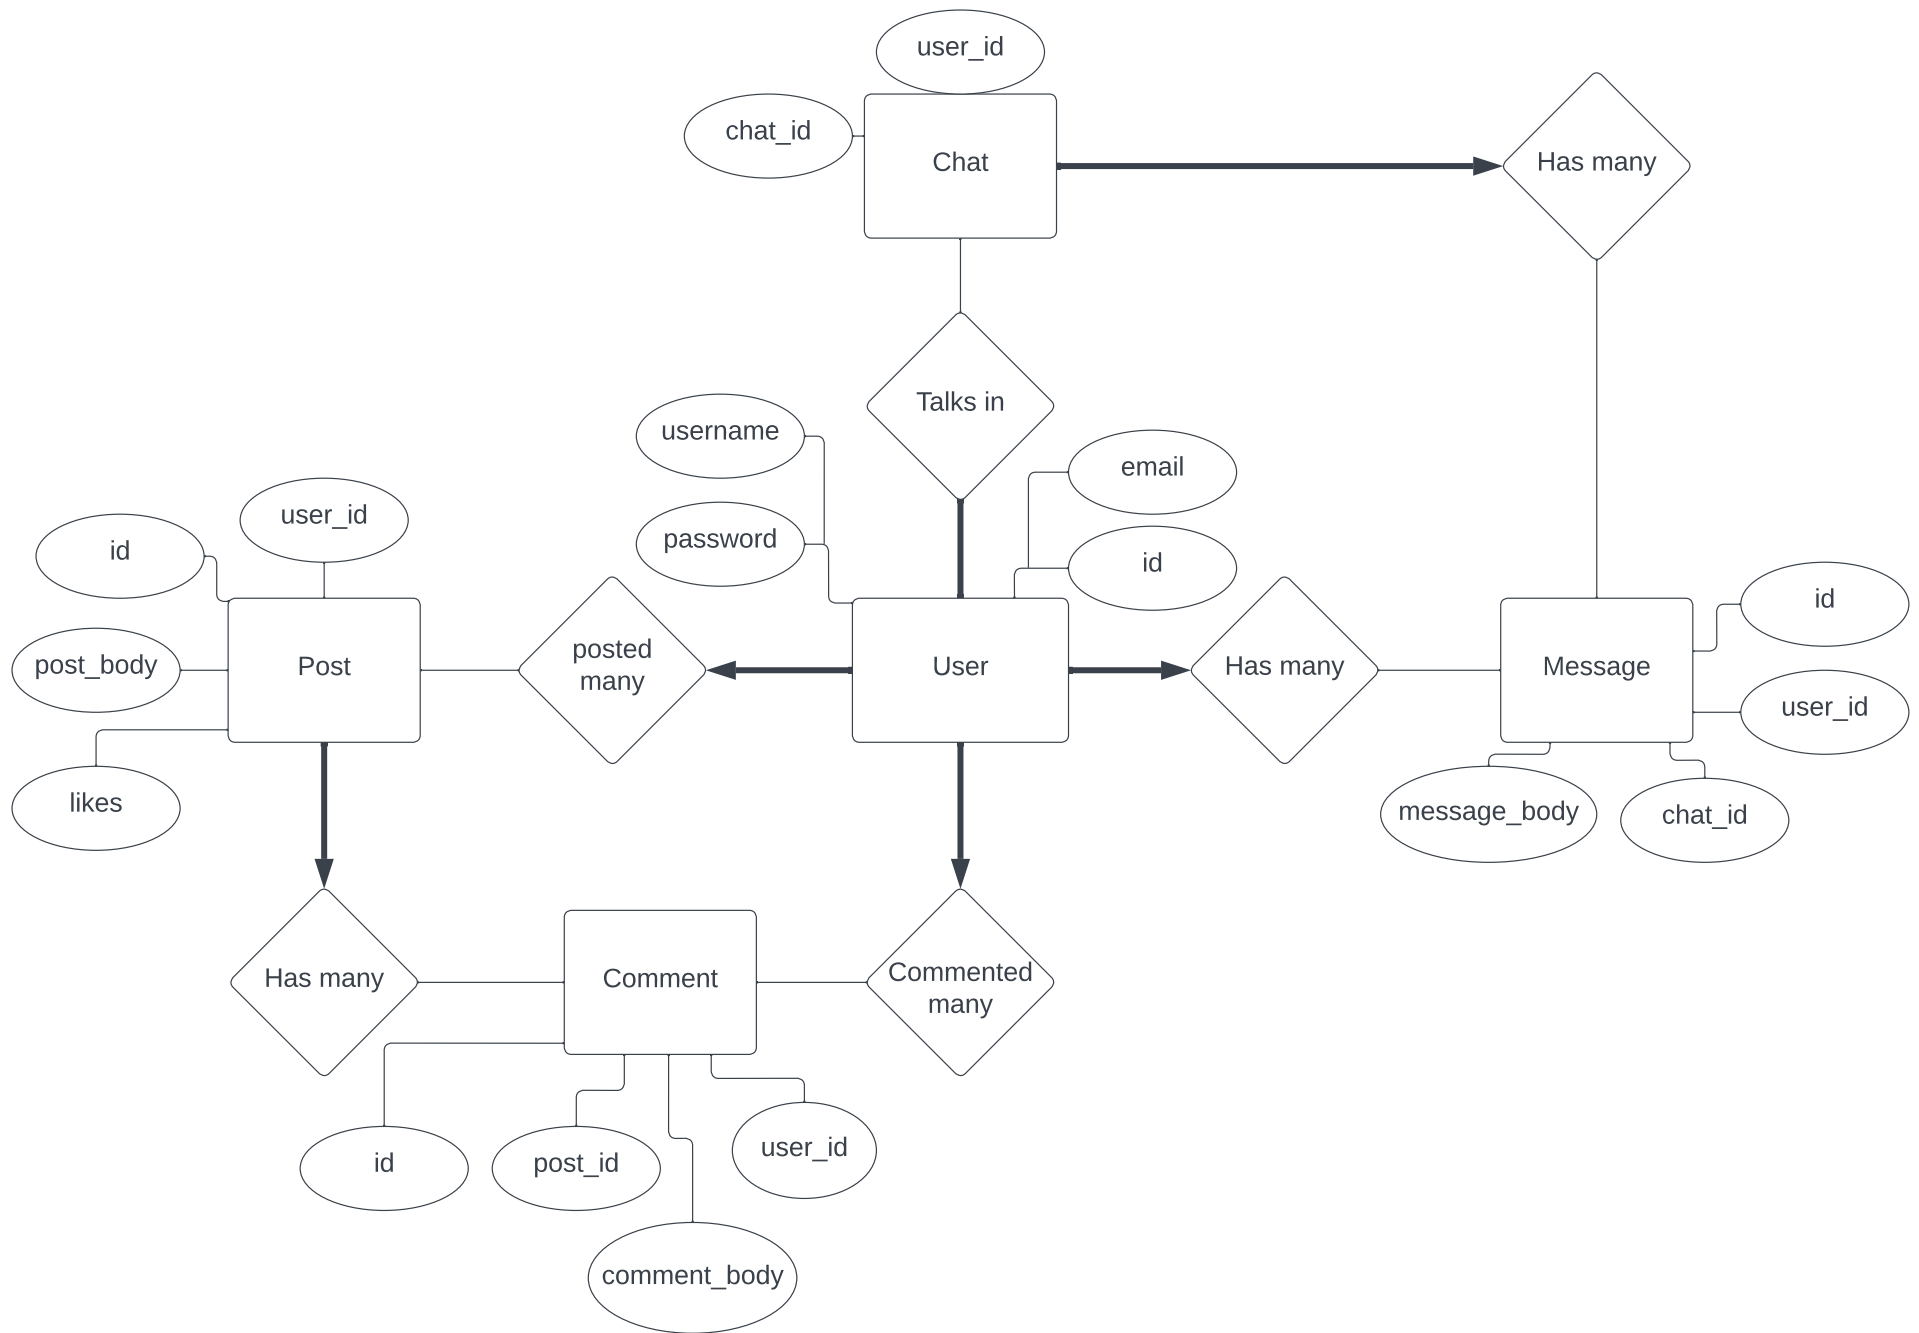 user_id
chat_id
Chat
Has many
Talks in
username
email
password
id
user_id
id
post_body
Post
likes
posted
many
User
Has many
Message
id
user_id
message_body
chat_id
Has many
Comment
Commented
many
id
post_id
user_id
comment_body